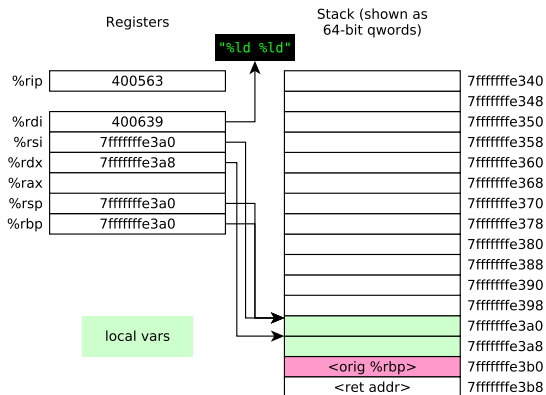 Registers
Stack (shown as
64-bit qwords)
"%ld %ld"
%rip 400563
%rdi 400639
%rsi 7fffffffe3a0
%rdx 7fffffffe3a8
%rax
%rsp 7fffffffe3a0
%rbp 7fffffffe3a0
7fffffffe340
7fffffffe348
7fffffffe350
7fffffffe358
7fffffffe360
7fffffffe368
7fffffffe370
7fffffffe378
7fffffffe380
7fffffffe388
7fffffffe390
7fffffffe398
7fffffffe3a0
7fffffffe3a8
local vars
<orig %rbp> 7fffffffe3b0
<ret addr> 7fffffffe3b8